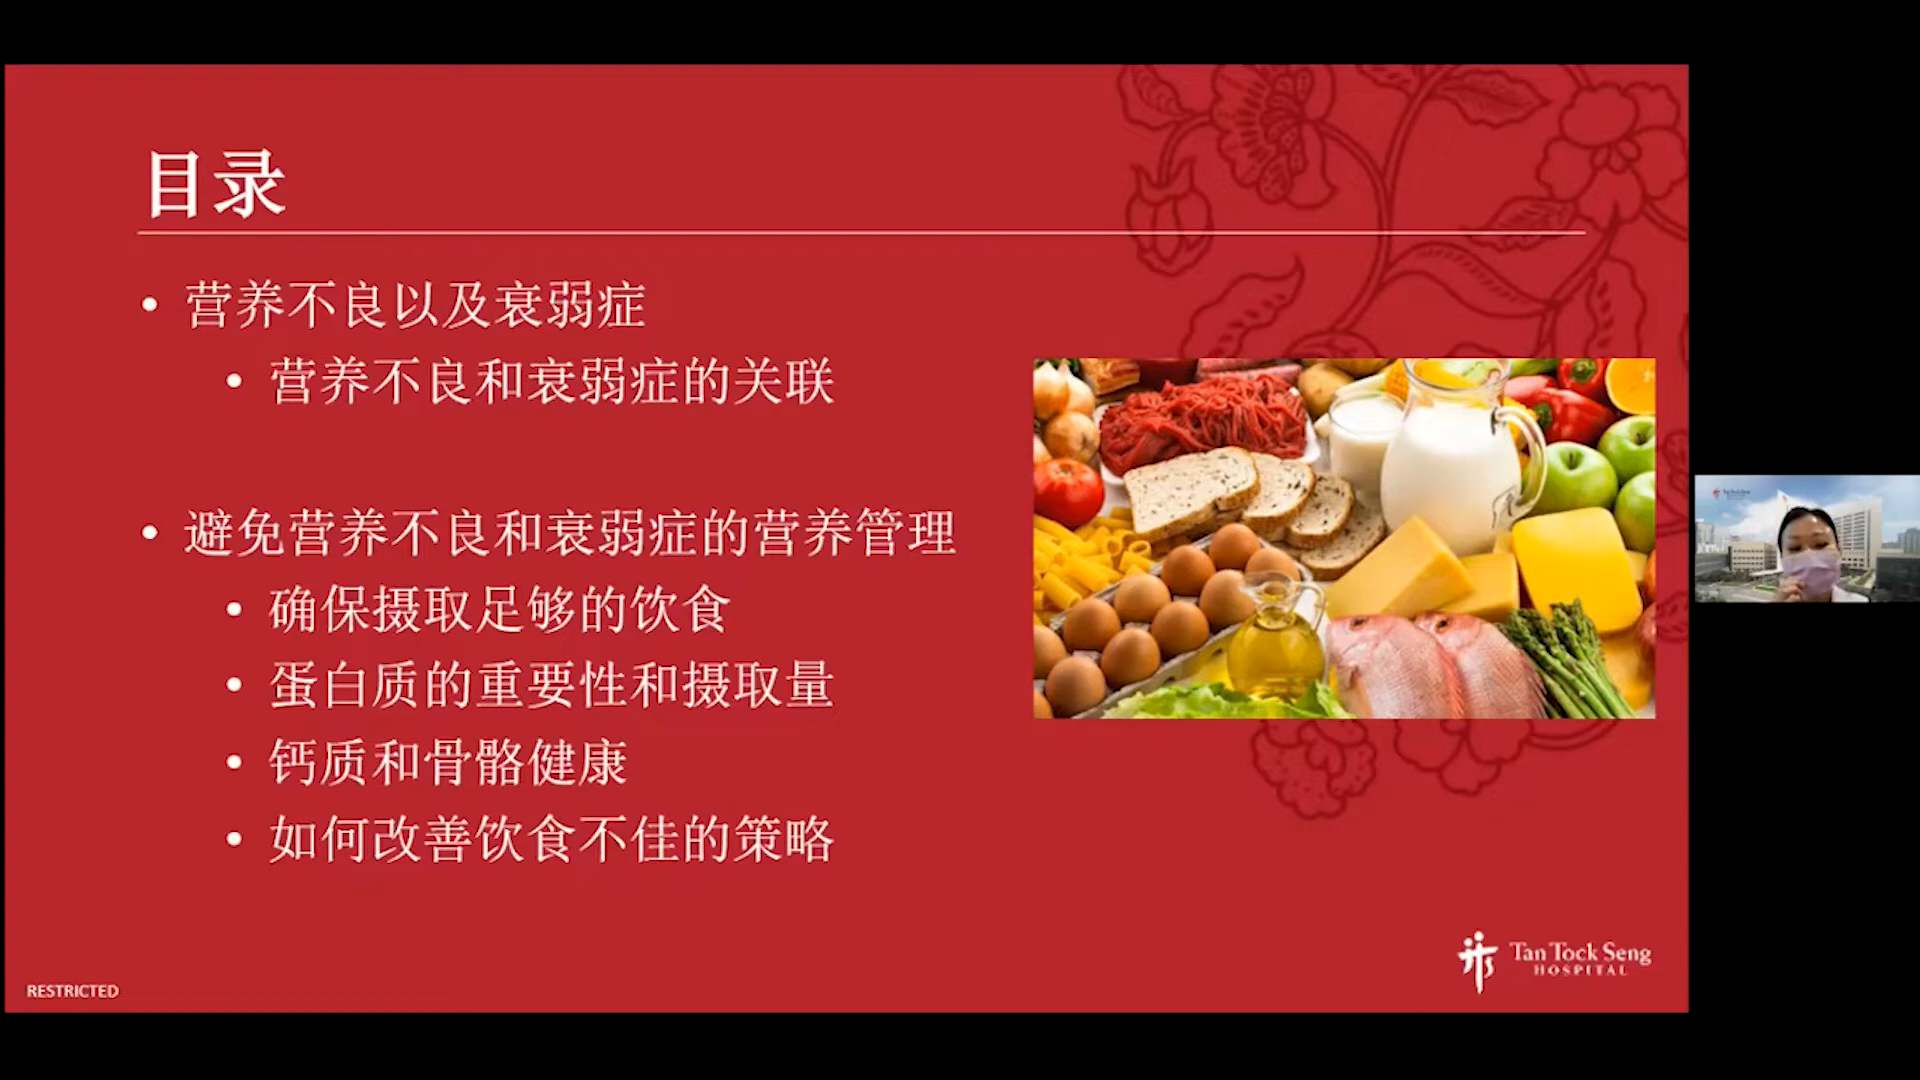 目录
营养不良以及衰弱症
营养不良和衰弱症的关联
避免营养不良和衰弱症的营养管理
确保摄取足够的饮食
蛋白质的重要性和摄取量
钙质和骨骼健康
如何改善饮食不佳的策略
Tan Tock Seng
HOSPITAL
RESTRICTED